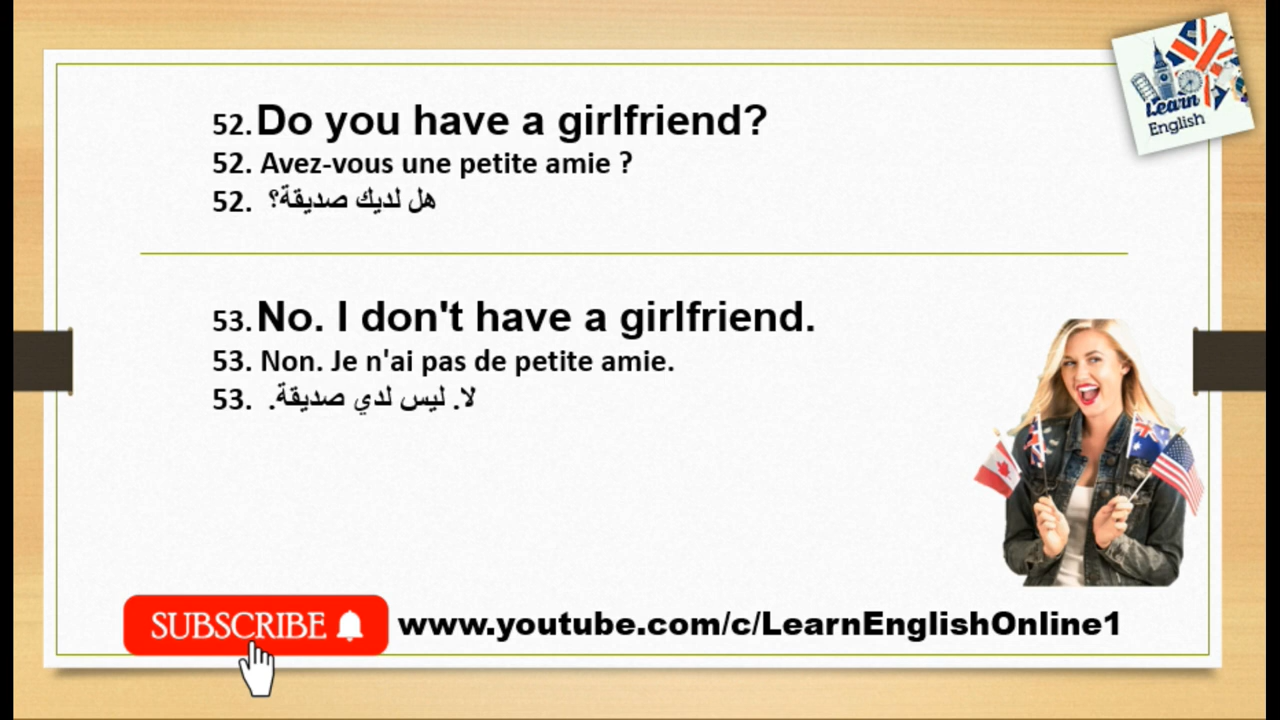 Learn
English
52. Do you have a girlfriend?
52. Avez-vous une petite amie ?
52. هل لديك صديقة؟
53. No. I don't have a girlfriend.
53. Non. Je n'ai pas de petite amie.
53. لا. ليس لدي صديقة.
SUBSCRIBE
www.youtube.com/c/LearnEnglishOnline1